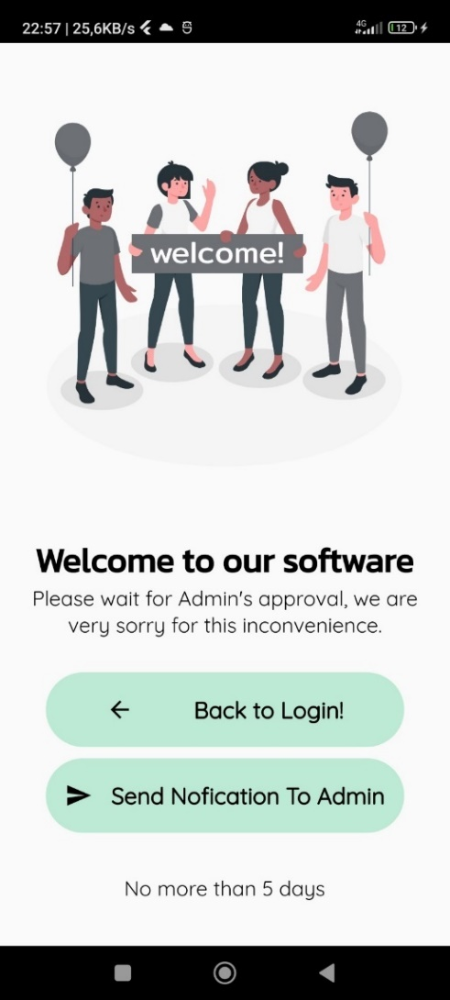 22:57 | 25,6KB/s
4G
12
welcome!
Welcome to our software
Please wait for Admin's approval, we are
very sorry for this inconvenience.
Back to Login!
Send Nofication To Admin
No more than 5 days